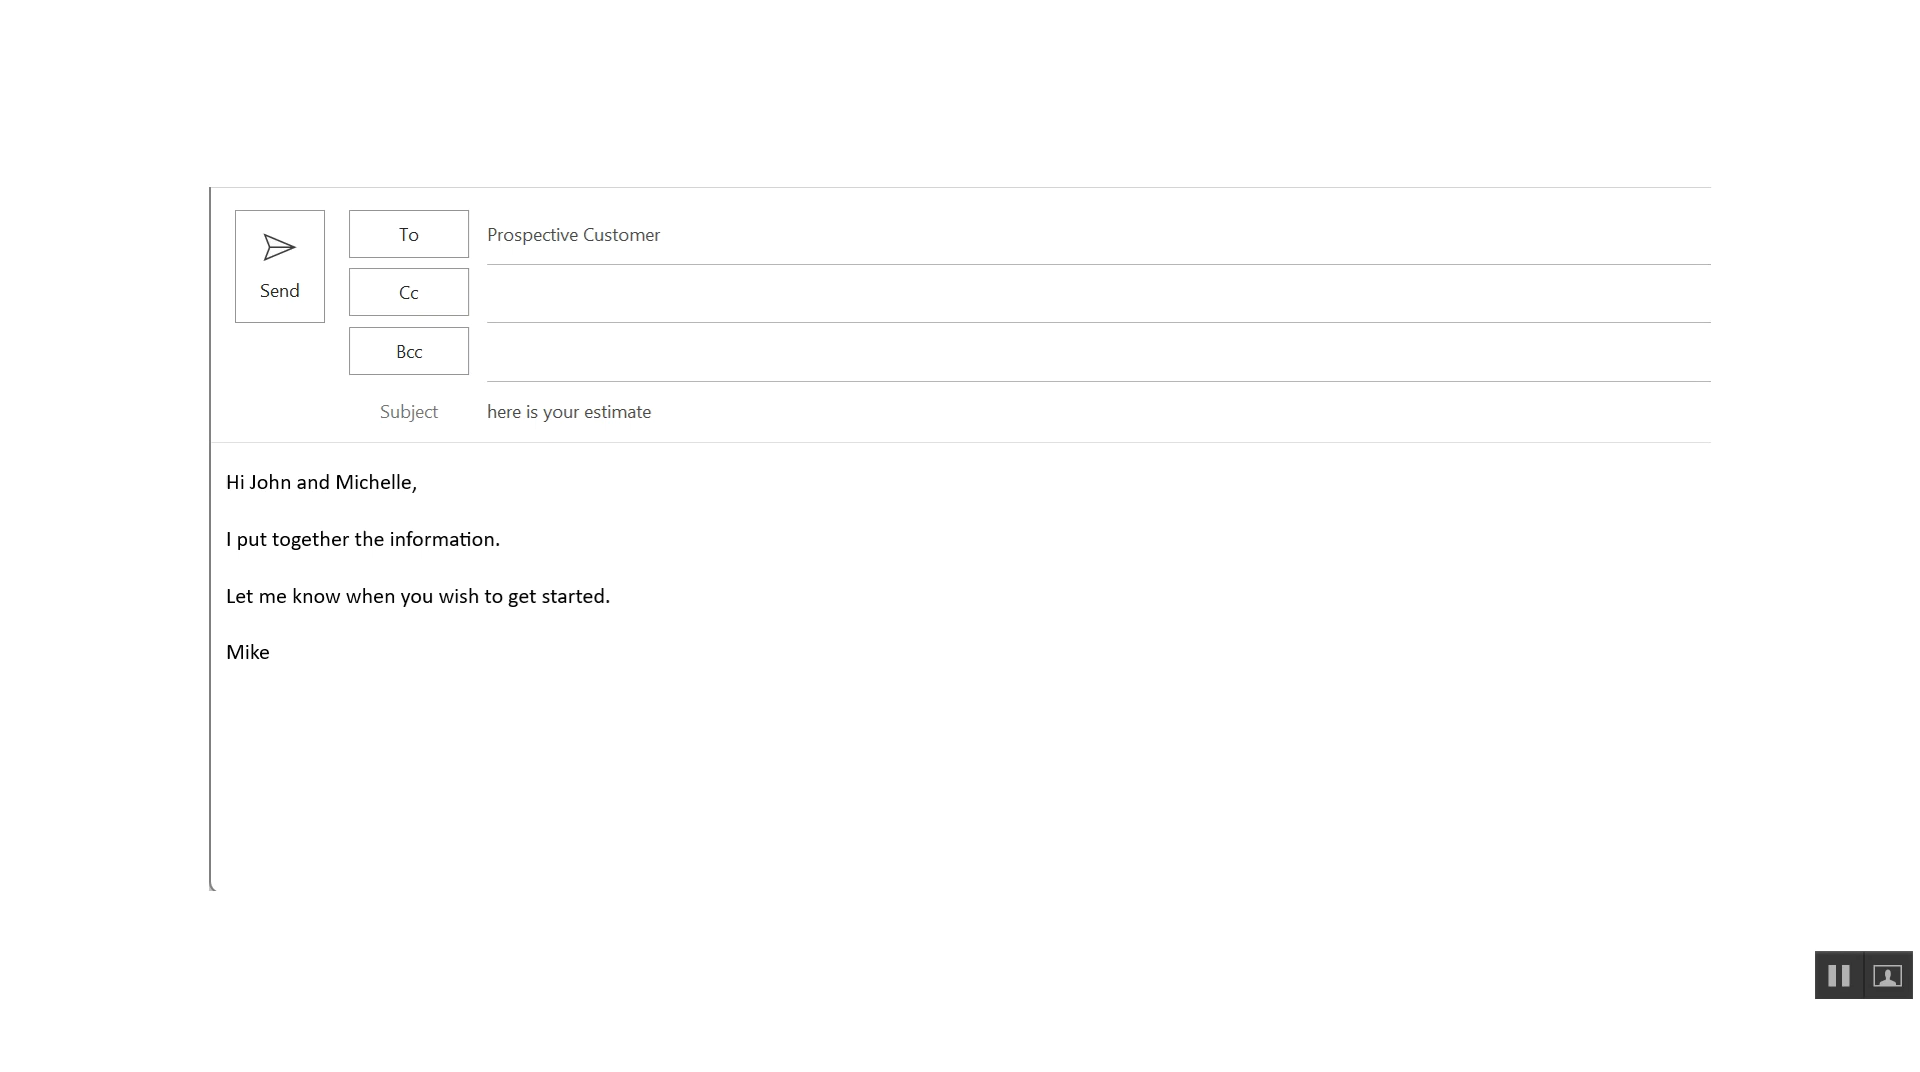 To
Prospective Customer
Send
Cc
Bcc
Subject
here is your estimate
Hi John and Michelle,
I put together the information.
Let me know when you wish to get started.
Mike